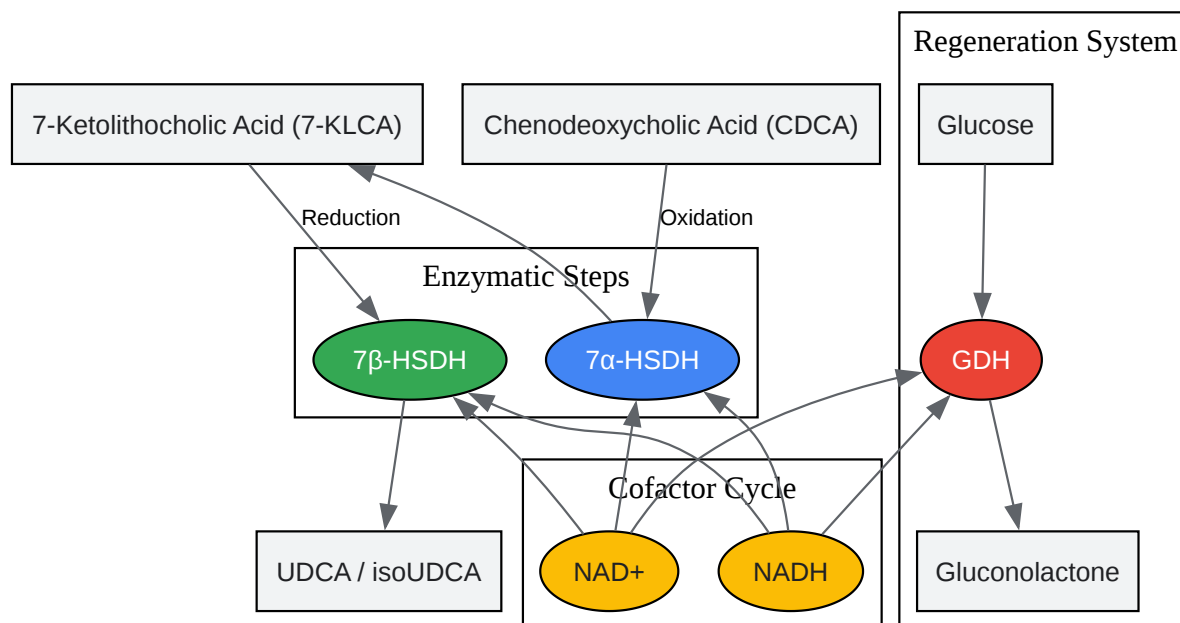 Regeneration System
7-Ketolithocholic Acid (7-KLCA)
Chenodeoxycholic Acid (CDCA)
Glucose
Reduction
Oxidation
Enzymatic Steps
7β-HSDH
7α-HSDH
GDH
Cofactor Cycle
UDCA / isoUDCA
NAD+
NADH
Gluconolactone